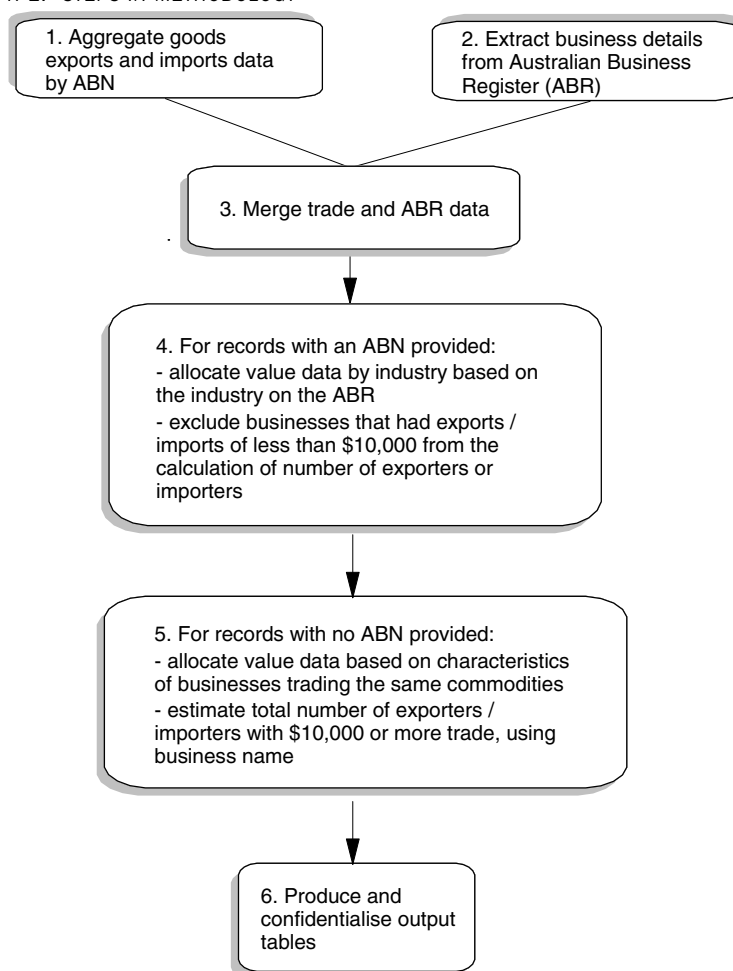 2. STEPS IN METHODOLOGY
1. Aggregate goods
exports and imports data
by ABN
2. Extract business details
from Australian Business
Register (ABR)
3. Merge trade and ABR data
.
4. For records with an ABN provided:
- allocate value data by industry based on
the industry on the ABR
- exclude businesses that had exports /
imports of less than $10,000 from the
calculation of number of exporters or
importers
5. For records with no ABN provided:
- allocate value data based on characteristics
of businesses trading the same commodities
- estimate total number of exporters /
importers with $10,000 or more trade, using
business name
6. Produce and
confidentialise output
tables